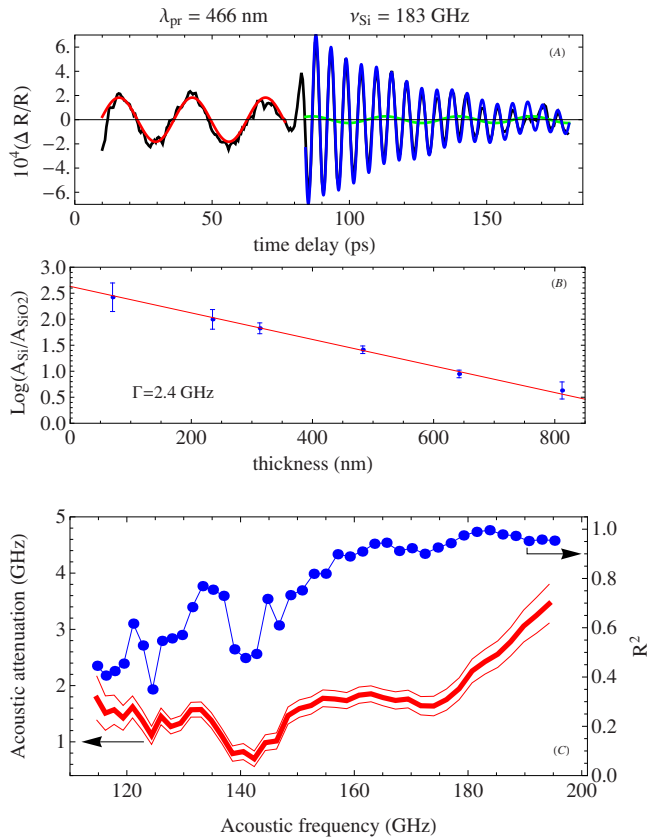 λpr = 466 nm νSi = 183 GHz
(A)
6.
4
2
0
−2
−4
−6.
10⁴(Δ R/R)
0 50 100 150
time delay (ps)
3.0
2.5
2.0
1.5
1.0
0.5
0.0
Log(ASi/ASiO2)
(B)
Γ=2.4 GHz
0 200 400 600 800
thickness (nm)
5
4
3
2
1
Acoustic attenuation (GHz)
1.0
0.8
0.6
0.4
0.2
0.0
R²
(C)
120 140 160 180 200
Acoustic frequency (GHz)